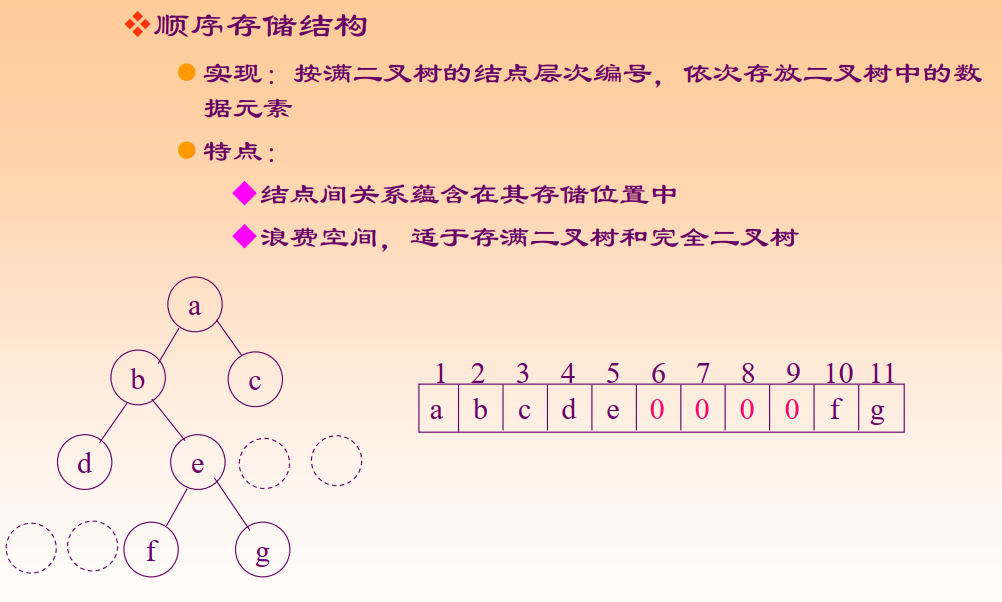 顺序存储结构
实现：按满二叉树的结点层次编号，依次存放二叉树中的数
据元素
特点：
结点间关系蕴含在其存储位置中
浪费空间，适于存满二叉树和完全二叉树
a
b c
d e
f g
1 2 3 4 5 6 7 8 9 10 11
a b c d e 0 0 0 0 f g